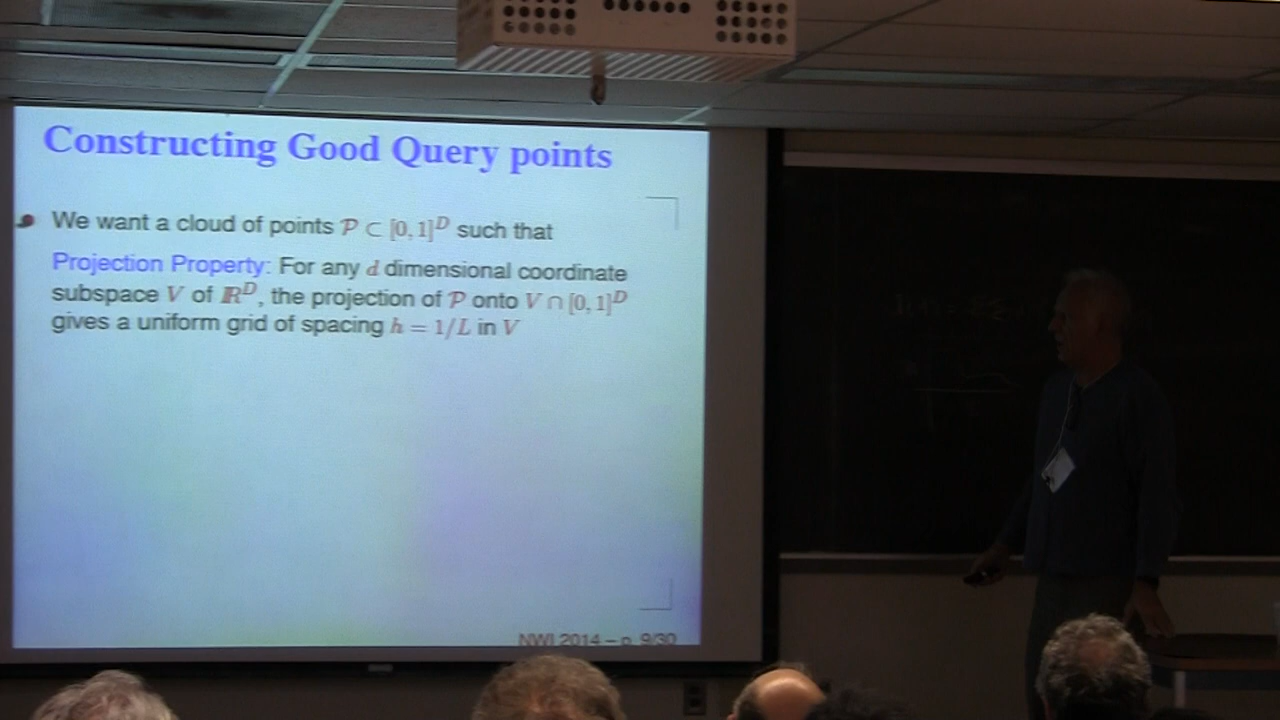 Constructing Good Query points
We want a cloud of points 𝒫 ⊂ [0, 1]^D such that
Projection Property: For any d dimensional coordinate
subspace V of ℝ^D, the projection of 𝒫 onto V ∩ [0, 1]^D
gives a uniform grid of spacing h = 1/L in V
NWI 2014 – p. 9/30